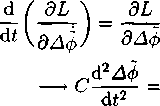 d/dt (∂L/∂Δϕ̃̇) = ∂L/∂Δϕ̃
⟶ C d²Δϕ̃/dt² =